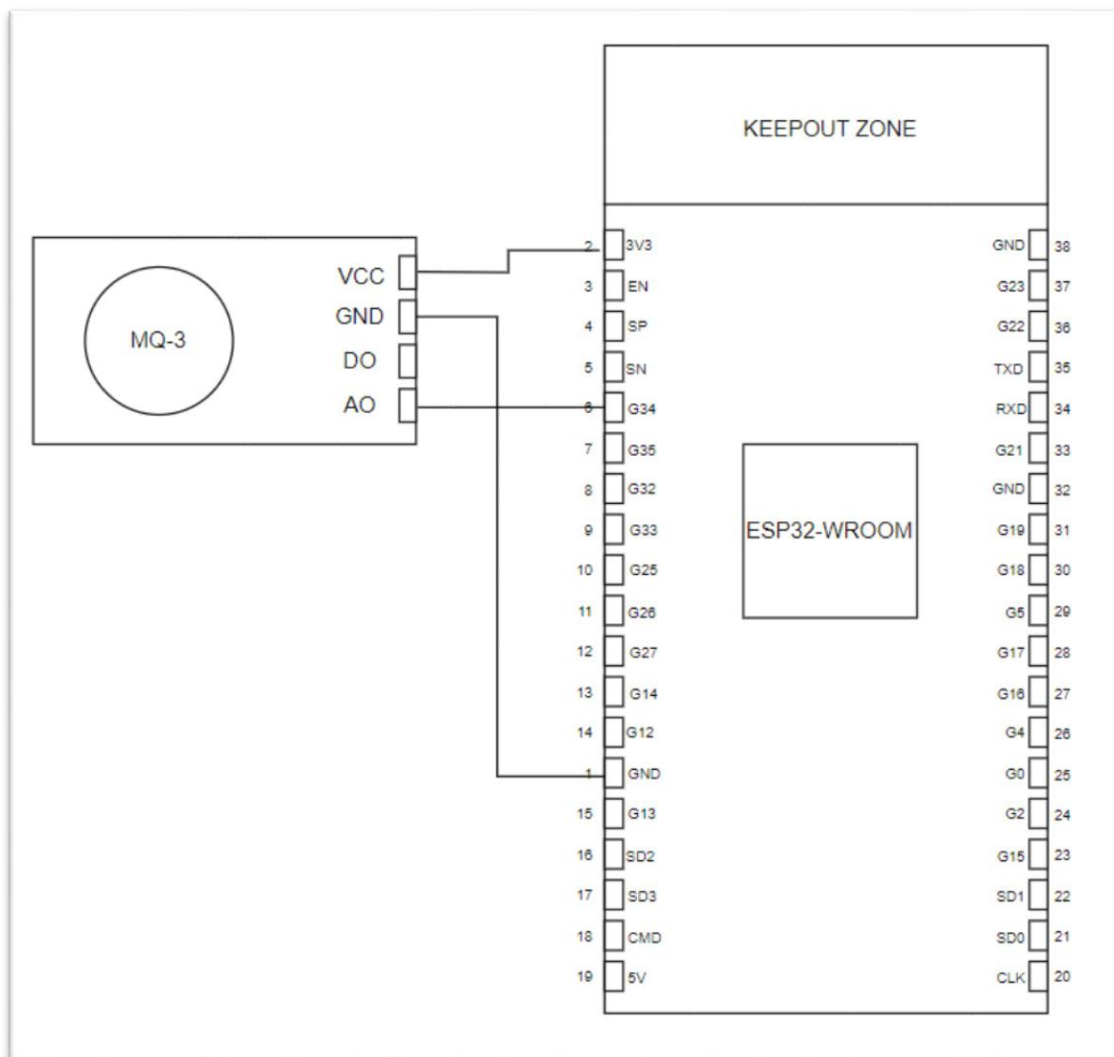 KEEPOUT ZONE
MQ-3
VCC
GND
DO
AO
2 3V3
3 EN
4 SP
5 SN
6 G34
7 G35
8 G32
9 G33
10 G25
11 G26
12 G27
13 G14
14 G12
1 GND
15 G13
16 SD2
17 SD3
18 CMD
19 5V
ESP32-WROOM
GND 38
G23 37
G22 36
TXD 35
RXD 34
G21 33
GND 32
G19 31
G18 30
G5 29
G17 28
G16 27
G4 26
G0 25
G2 24
G15 23
SD1 22
SD0 21
CLK 20